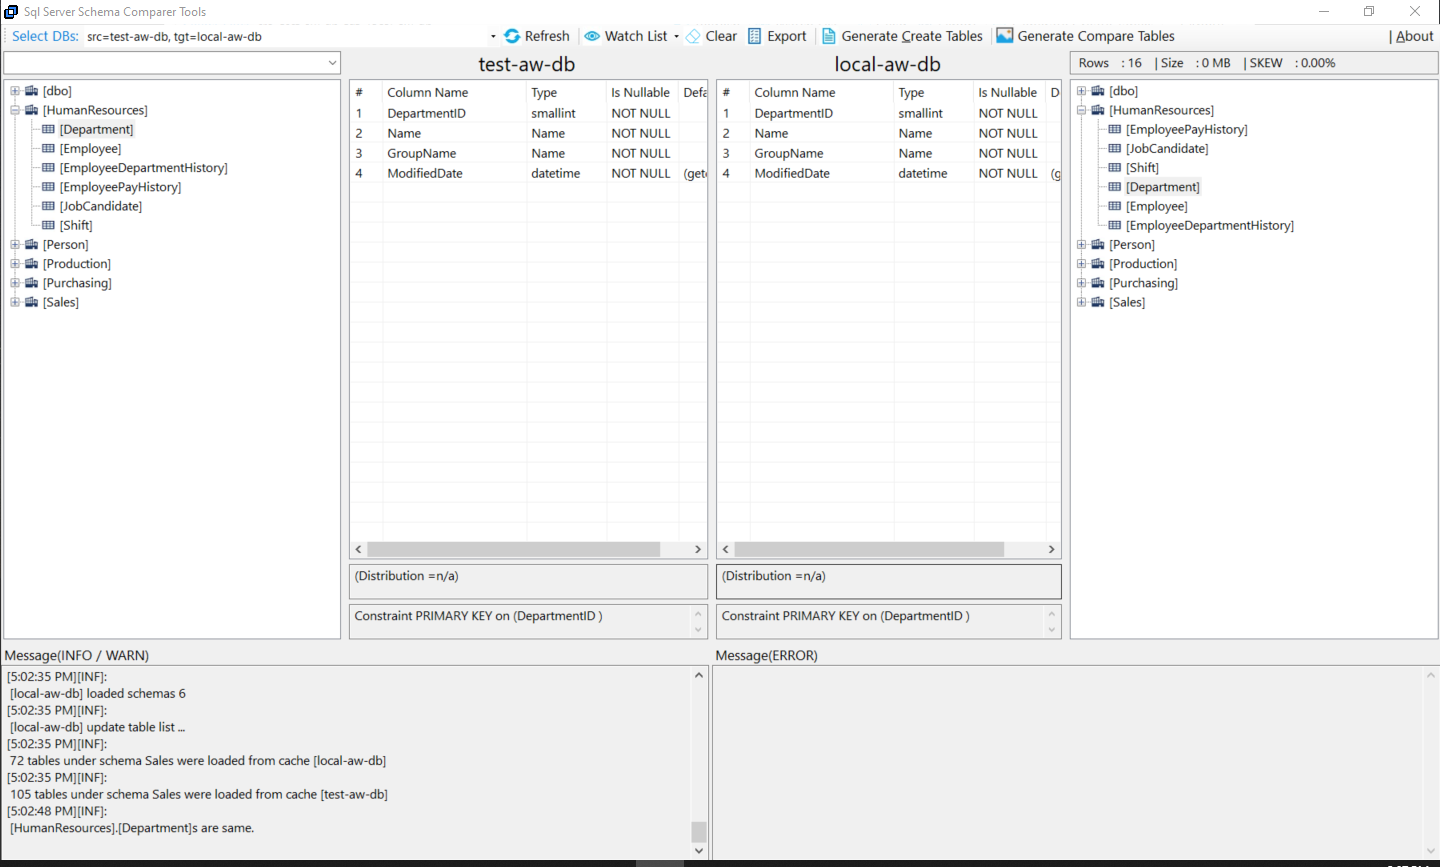 Sql Server Schema Comparer Tools
Select DBs: src=test-aw-db, tgt=local-aw-db Refresh Watch List Clear Export Generate Create Tables Generate Compare Tables | About
test-aw-db local-aw-db Rows : 16 | Size : 0 MB | SKEW : 0.00%
[dbo]
[HumanResources]
[Department]
[Employee]
[EmployeeDepartmentHistory]
[EmployeePayHistory]
[JobCandidate]
[Shift]
[Person]
[Production]
[Purchasing]
[Sales]
# Column Name Type Is Nullable Defa
1 DepartmentID smallint NOT NULL
2 Name Name NOT NULL
3 GroupName Name NOT NULL
4 ModifiedDate datetime NOT NULL (get
(Distribution =n/a)
Constraint PRIMARY KEY on (DepartmentID )
# Column Name Type Is Nullable D
1 DepartmentID smallint NOT NULL
2 Name Name NOT NULL
3 GroupName Name NOT NULL
4 ModifiedDate datetime NOT NULL (g
(Distribution =n/a)
Constraint PRIMARY KEY on (DepartmentID )
[dbo]
[HumanResources]
[EmployeePayHistory]
[JobCandidate]
[Shift]
[Department]
[Employee]
[EmployeeDepartmentHistory]
[Person]
[Production]
[Purchasing]
[Sales]
Message(INFO / WARN)
[5:02:35 PM][INF]:
[local-aw-db] loaded schemas 6
[5:02:35 PM][INF]:
[local-aw-db] update table list ...
[5:02:35 PM][INF]:
72 tables under schema Sales were loaded from cache [local-aw-db]
[5:02:35 PM][INF]:
105 tables under schema Sales were loaded from cache [test-aw-db]
[5:02:48 PM][INF]:
[HumanResources].[Department]s are same.
Message(ERROR)